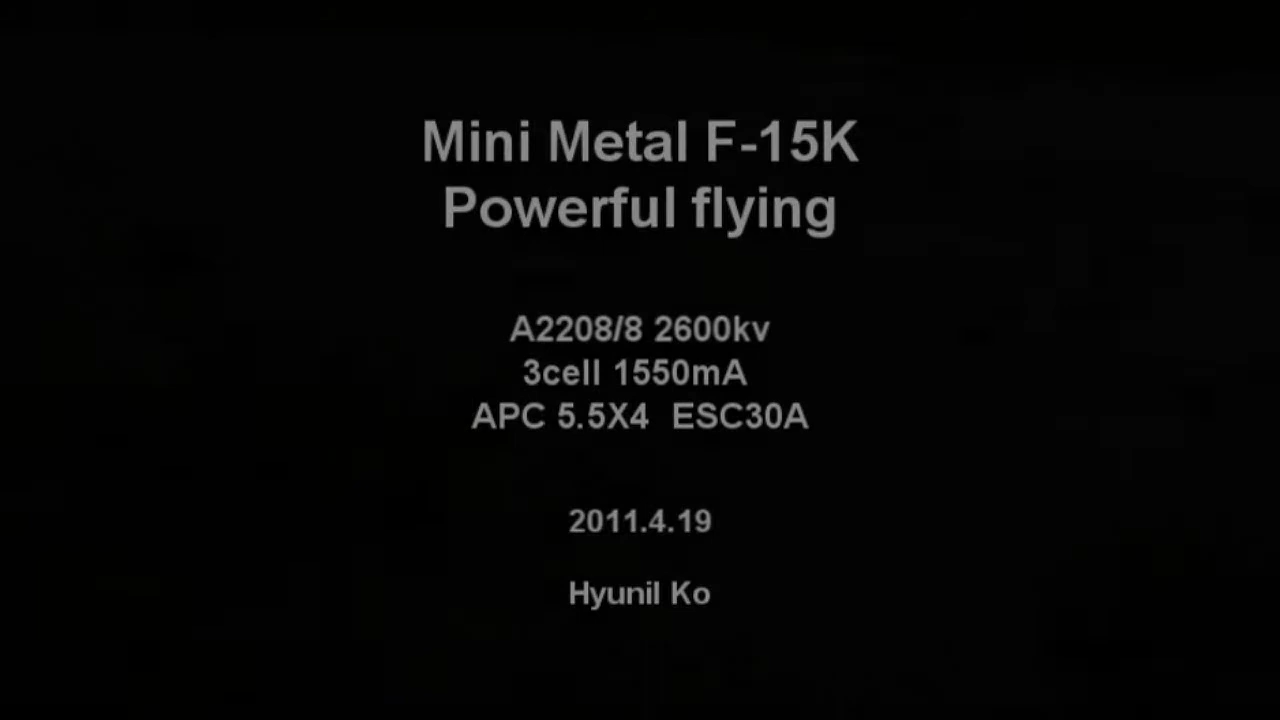 Mini Metal F-15K
Powerful flying
A2208/8 2600kv
3cell 1550mA
APC 5.5X4  ESC30A
2011.4.19
Hyunil Ko